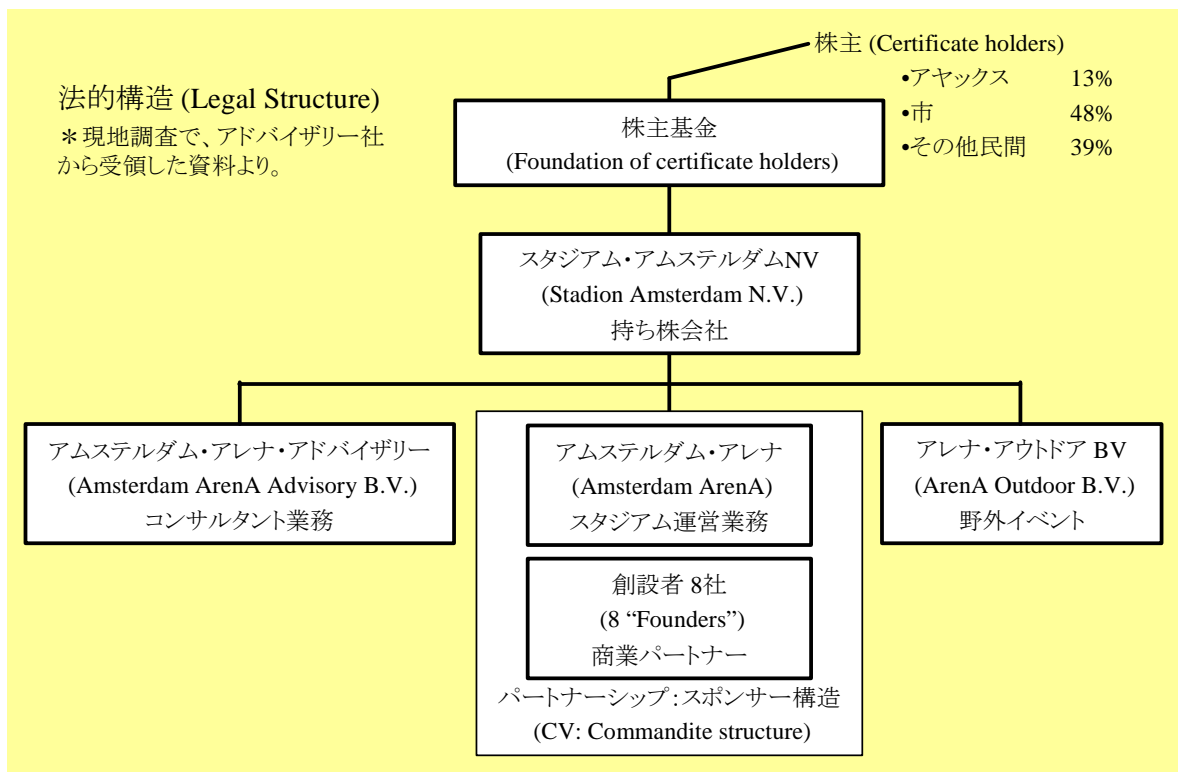 株主 (Certificate holders)
•アヤックス 13%
•市 48%
•その他民間 39%
法的構造 (Legal Structure)
＊現地調査で、アドバイザリー社
から受領した資料より。
株主基金
(Foundation of certificate holders)
スタジアム・アムステルダムNV
(Stadion Amsterdam N.V.)
持ち株会社
アムステルダム・アレナ・アドバイザリー
(Amsterdam ArenA Advisory B.V.)
コンサルタント業務
アムステルダム・アレナ
(Amsterdam ArenA)
スタジアム運営業務
創設者 8社
(8 “Founders”)
商業パートナー
パートナーシップ：スポンサー構造
(CV: Commandite structure)
アレナ・アウトドア BV
(ArenA Outdoor B.V.)
野外イベント